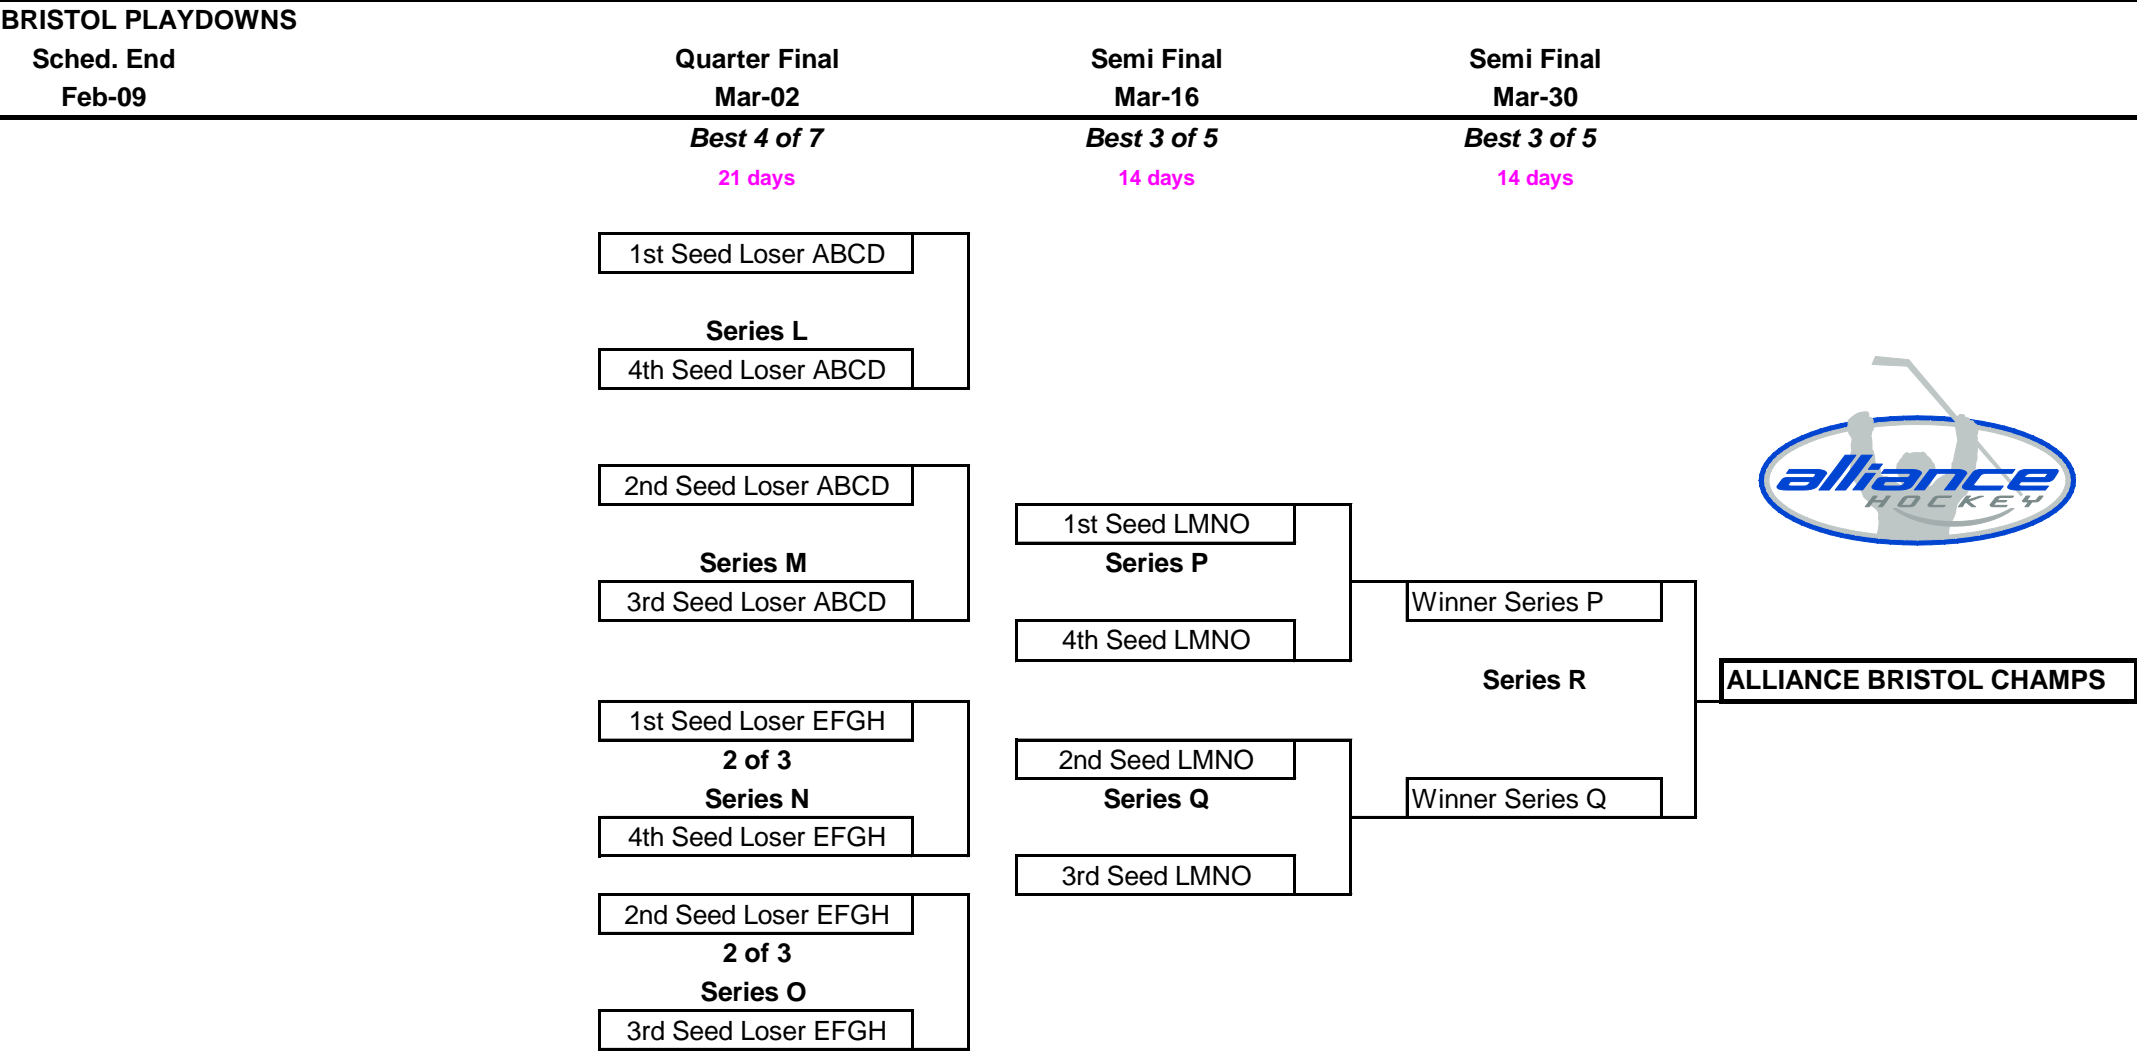 BRISTOL PLAYDOWNS
Sched. End Quarter Final Semi Final Semi Final
Feb-09 Mar-02 Mar-16 Mar-30
Best 4 of 7 Best 3 of 5 Best 3 of 5
21 days 14 days 14 days
1st Seed Loser ABCD
Series L
4th Seed Loser ABCD
2nd Seed Loser ABCD
Series M
3rd Seed Loser ABCD
1st Seed Loser EFGH
2 of 3
Series N
4th Seed Loser EFGH
2nd Seed Loser EFGH
2 of 3
Series O
3rd Seed Loser EFGH
1st Seed LMNO
Series P
4th Seed LMNO
2nd Seed LMNO
Series Q
3rd Seed LMNO
Winner Series P
Series R
Winner Series Q
alliance
HOCKEY
ALLIANCE BRISTOL CHAMPS